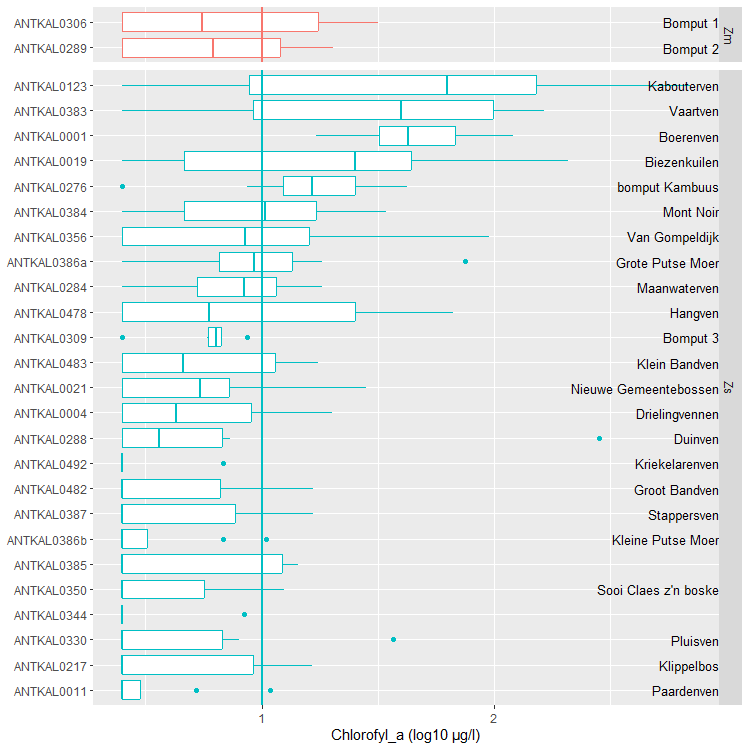 ANTKAL0306 Bomput 1
ANTKAL0289 Bomput 2
Zm
ANTKAL0123 Kabouterven
ANTKAL0383 Vaartven
ANTKAL0001 Boerenven
ANTKAL0019 Biezenkuilen
ANTKAL0276 bomput Kambuus
ANTKAL0384 Mont Noir
ANTKAL0356 Van Gompeldijk
ANTKAL0386a Grote Putse Moer
ANTKAL0284 Maanwaterven
ANTKAL0478 Hangven
ANTKAL0309 Bomput 3
ANTKAL0483 Klein Bandven
ANTKAL0021 Nieuwe Gemeentebossen
ANTKAL0004 Drielingvennen
ANTKAL0288 Duinven
ANTKAL0492 Kriekelarenven
ANTKAL0482 Groot Bandven
ANTKAL0387 Stappersven
ANTKAL0386b Kleine Putse Moer
ANTKAL0385
ANTKAL0350 Sooi Claes z'n boske
ANTKAL0344
ANTKAL0330 Pluisven
ANTKAL0217 Klippelbos
ANTKAL0011 Paardenven
Zs
1 2
Chlorofyl_a (log10 µg/l)